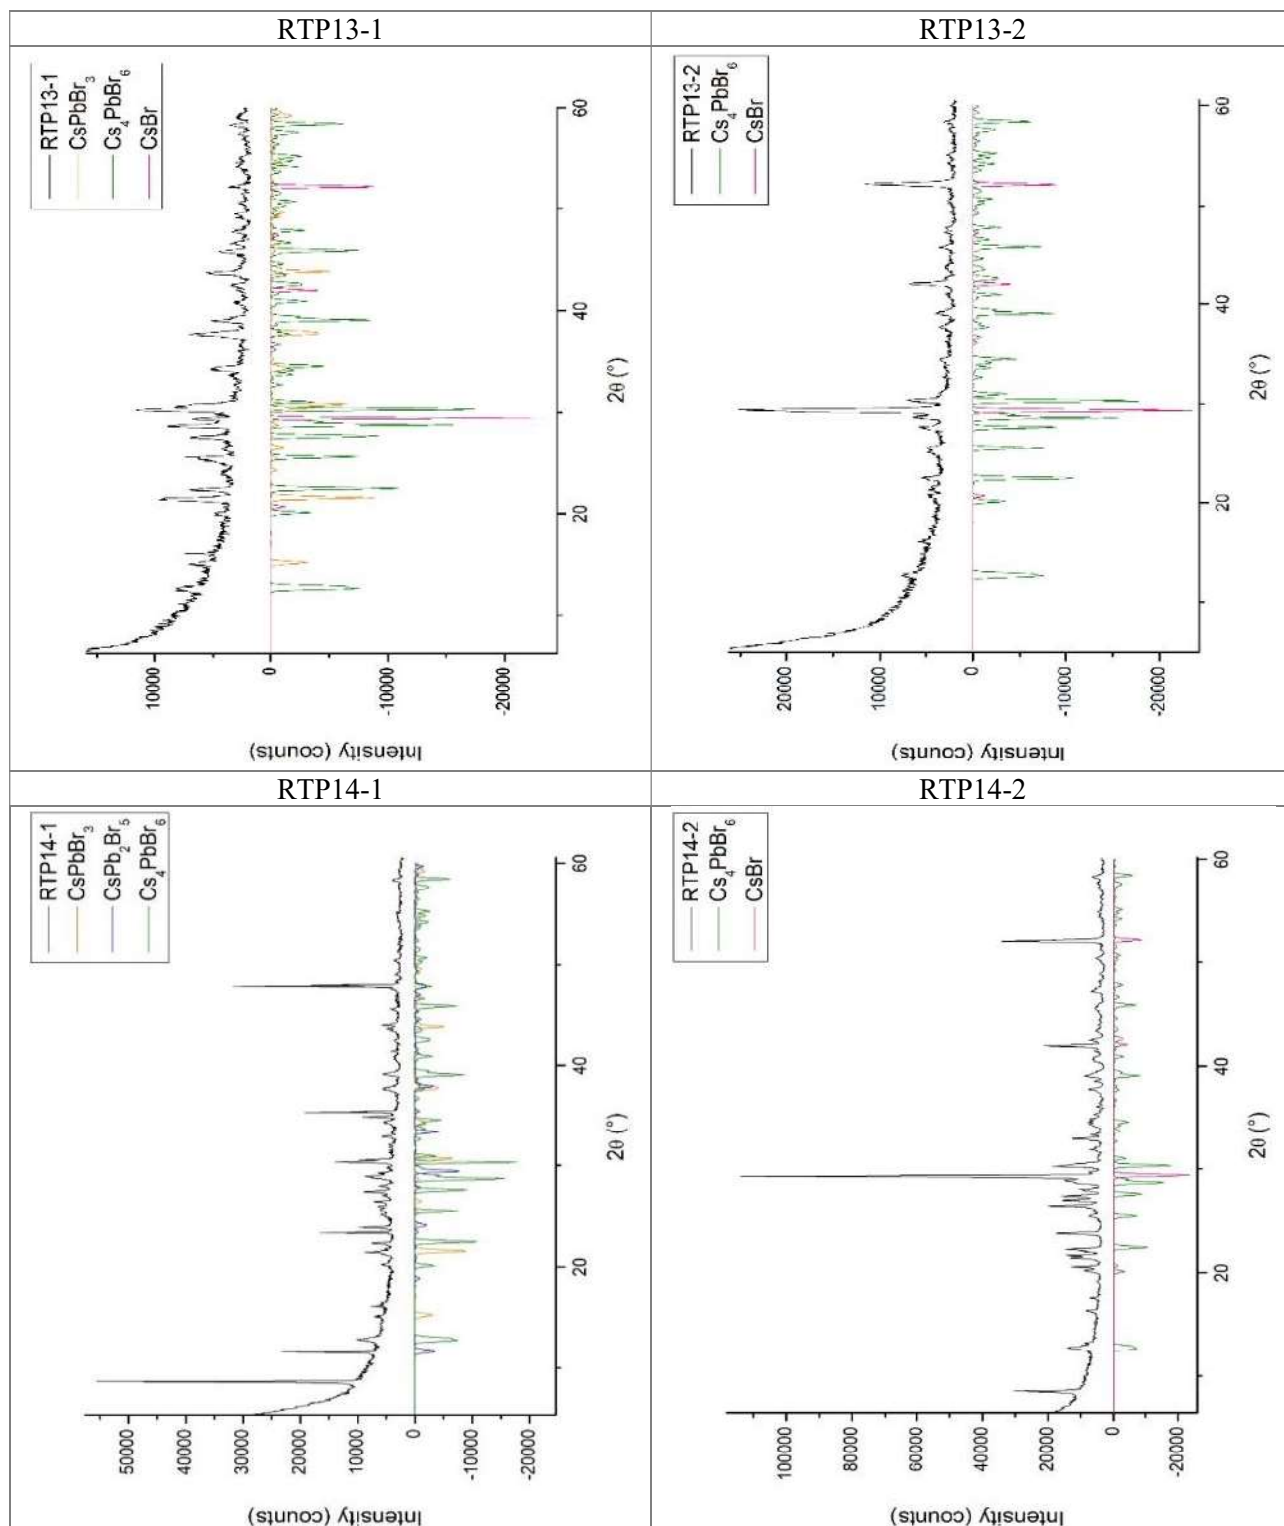 RTP13-1
RTP13-2
RTP13-1
CsPbBr3
Cs4PbBr6
CsBr
Intensity (counts)
10000
0
-10000
-20000
20
40
60
2θ (°)
RTP13-2
Cs4PbBr6
CsBr
Intensity (counts)
20000
10000
0
-10000
-20000
20
40
60
2θ (°)
RTP14-1
RTP14-2
RTP14-1
CsPbBr3
CsPb2Br5
Cs4PbBr6
Intensity (counts)
50000
40000
30000
20000
10000
0
-10000
-20000
20
40
60
2θ (°)
RTP14-2
Cs4PbBr6
CsBr
Intensity (counts)
100000
80000
60000
40000
20000
0
-20000
20
40
60
2θ (°)